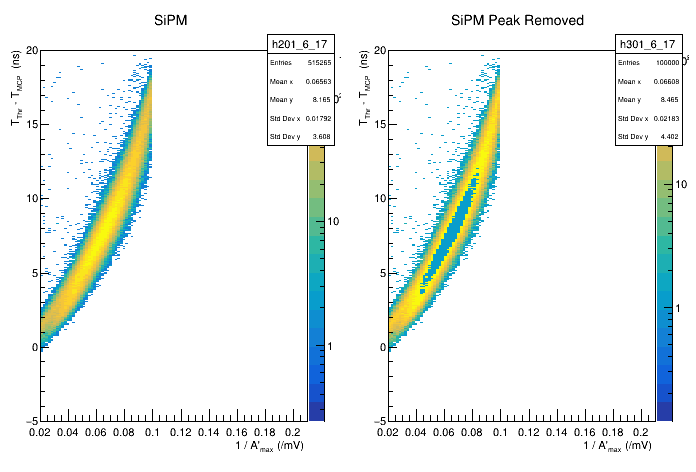 SiPM
SiPM Peak Removed
h201_6_17
Entries 515265
Mean x 0.06563
Mean y 8.165
Std Dev x 0.01792
Std Dev y 3.608
h301_6_17
Entries 100000
Mean x 0.06608
Mean y 8.465
Std Dev x 0.02183
Std Dev y 4.402
T_Thr - T_MCP (ns)
20
15
10
5
0
−5
0.02 0.04 0.06 0.08 0.1 0.12 0.14 0.16 0.18 0.2
1 / A'_max (/mV)
10
1
T_Thr - T_MCP (ns)
20
15
10
5
0
−5
0.02 0.04 0.06 0.08 0.1 0.12 0.14 0.16 0.18 0.2
1 / A'_max (/mV)
10
1